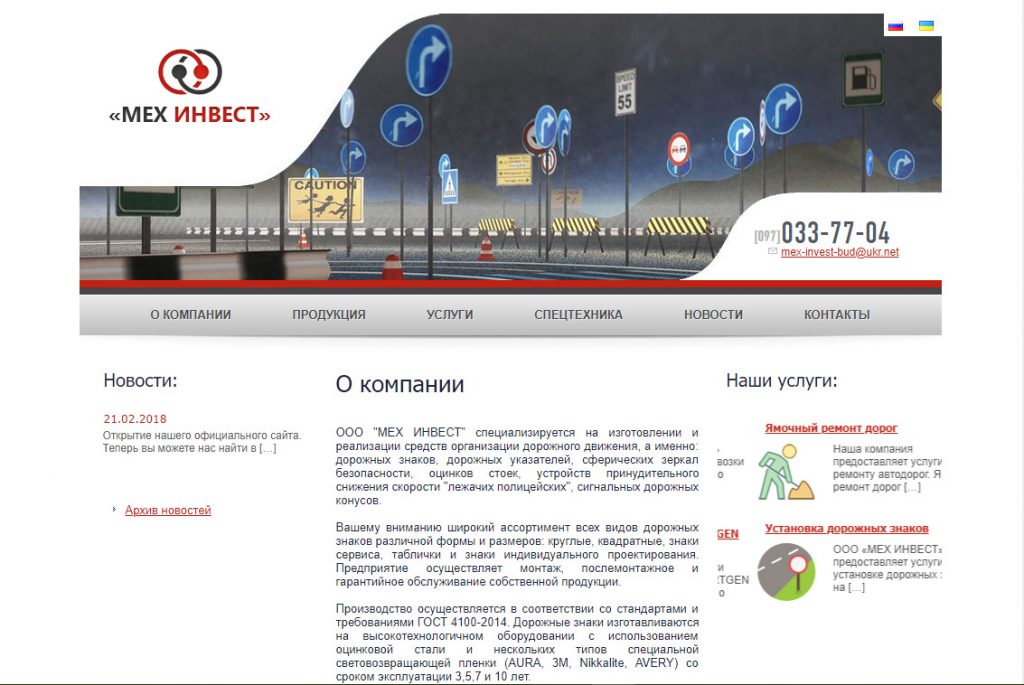 «МЕХ ИНВЕСТ»
SPEED
LIMIT
55
CAUTION
[097]033-77-04
mex-invest-bud@ukr.net
О КОМПАНИИ ПРОДУКЦИЯ УСЛУГИ СПЕЦТЕХНИКА НОВОСТИ КОНТАКТЫ
Новости:
21.02.2018
Открытие нашего официального сайта.
Теперь вы можете нас найти в [...]
Архив новостей
О компании
ООО "МЕХ ИНВЕСТ" специализируется на изготовлении и
реализации средств организации дорожного движения, а именно:
дорожных знаков, дорожных указателей, сферических зеркал
безопасности, оцинков стоек, устройств принудительного
снижения скорости "лежачих полицейских", сигнальных дорожных
конусов.
Вашему вниманию широкий ассортимент всех видов дорожных
знаков различной формы и размеров: круглые, квадратные, знаки
сервиса, таблички и знаки индивидуального проектирования.
Предприятие осуществляет монтаж, послемонтажное и
гарантийное обслуживание собственной продукции.
Производство осуществляется в соответствии со стандартами и
требованиями ГОСТ 4100-2014. Дорожные знаки изготавливаются
на высокотехнологичном оборудовании с использованием
оцинковой стали и нескольких типов специальной
световозвращающей пленки (AURA, 3M, Nikkalite, AVERY) со
сроком эксплуатации 3,5,7 и 10 лет.
Наши услуги:
Ямочный ремонт дорог
Наша компания
предоставляет услуги
ремонту автодорог. Я
ремонт дорог [...]
возки
о
Установка дорожных знаков
ООО «МЕХ ИНВЕСТ»
предоставляет услуги
установке дорожных
на [...]
GEN
и
RTGEN
о